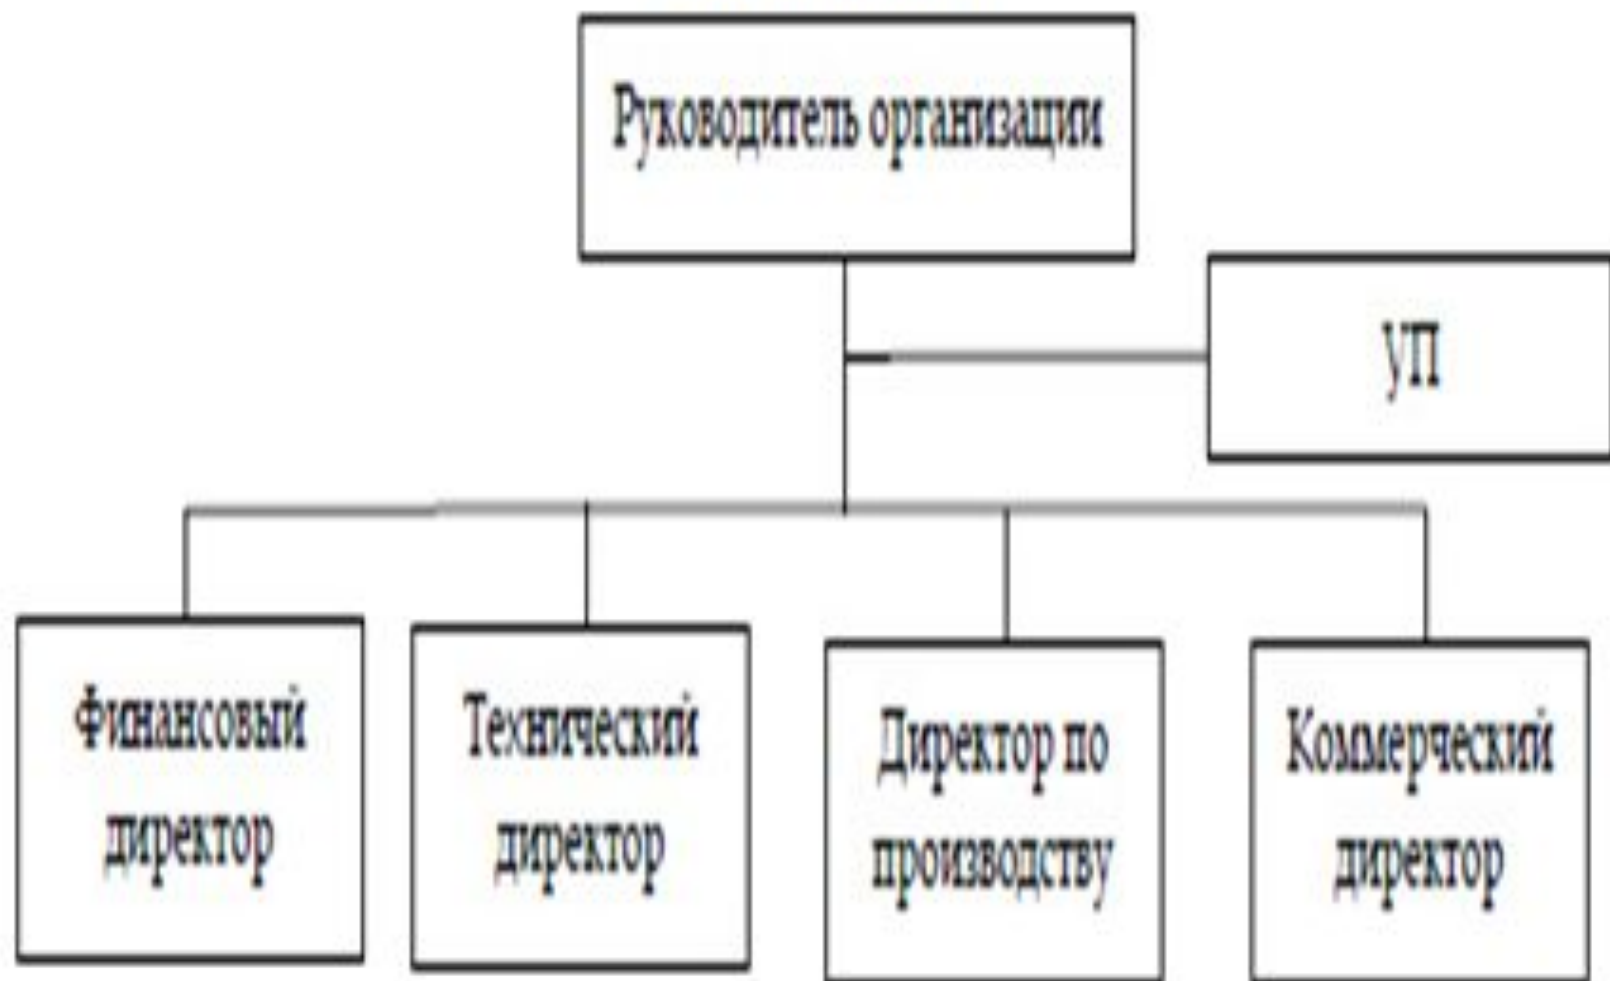 Руководитель организации
УП
Финансовый
директор
Технический
директор
Директор по
производству
Коммерческий
директор